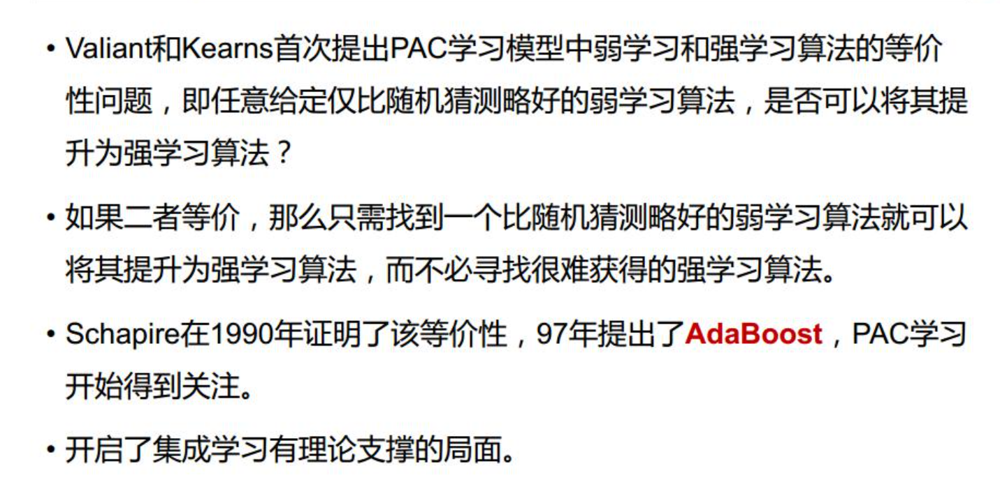 • Valiant和Kearns首次提出PAC学习模型中弱学习和强学习算法的等价
性问题，即任意给定仅比随机猜测略好的弱学习算法，是否可以将其提
升为强学习算法？
• 如果二者等价，那么只需找到一个比随机猜测略好的弱学习算法就可以
将其提升为强学习算法，而不必寻找很难获得的强学习算法。
• Schapire在1990年证明了该等价性，97年提出了AdaBoost，PAC学习
开始得到关注。
• 开启了集成学习有理论支撑的局面。